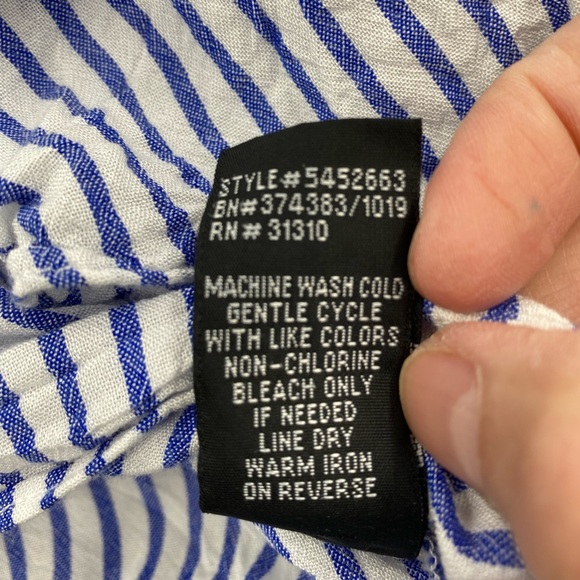 STYLE# 5452663
BN# 374383/1019
RN# 31310
MACHINE WASH COLD
GENTLE CYCLE
WITH LIKE COLORS
NON-CHLORINE
BLEACH ONLY
IF NEEDED
LINE DRY
WARM IRON
ON REVERSE